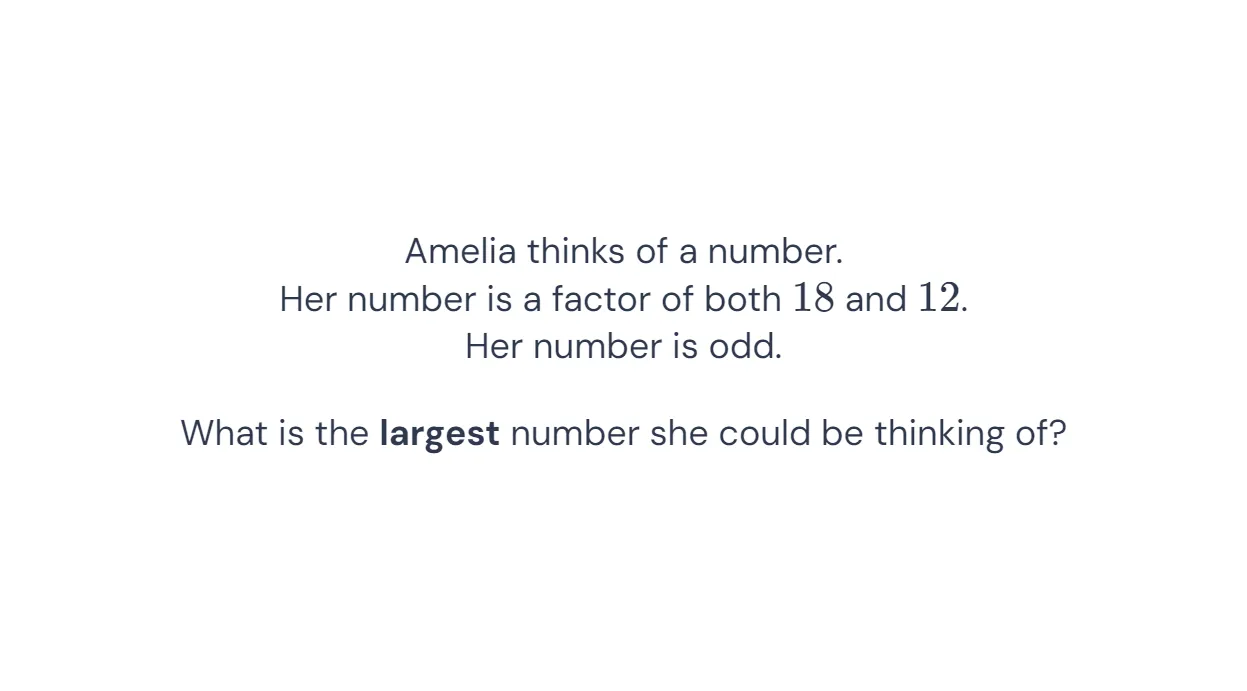 Amelia thinks of a number.
Her number is a factor of both 18 and 12.
Her number is odd.
What is the largest number she could be thinking of?